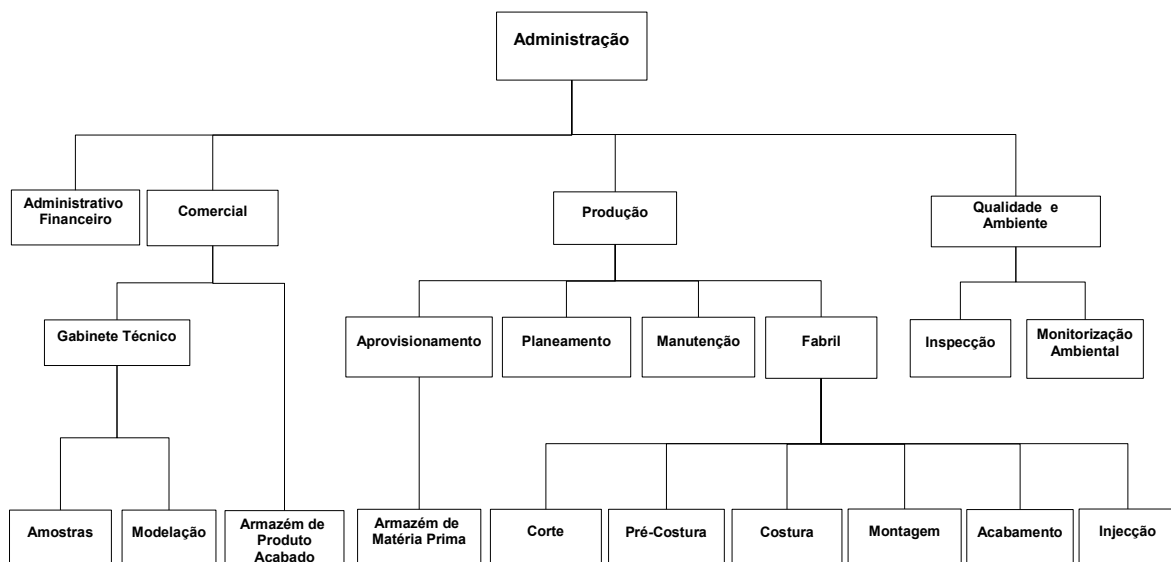 Administração
Administrativo
Financeiro
Comercial
Produção
Qualidade e
Ambiente
Gabinete Técnico
Aprovisionamento
Planeamento
Manutenção
Fabril
Inspecção
Monitorização
Ambiental
Amostras
Modelação
Armazém de
Produto
Acabado
Armazém de
Matéria Prima
Corte
Pré-Costura
Costura
Montagem
Acabamento
Injecção